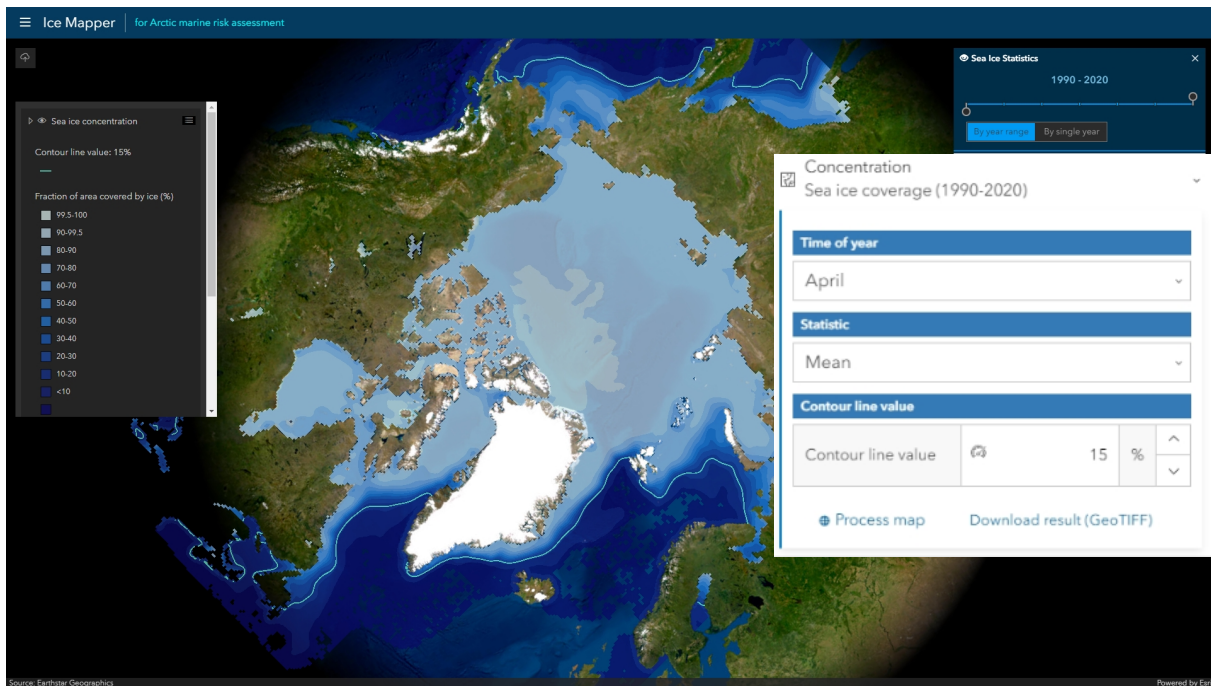 Ice Mapper
for Arctic marine risk assessment
Sea ice concentration
Contour line value: 15%
Fraction of area covered by ice (%)
99.5-100
90-99.5
80-90
70-80
60-70
50-60
40-50
30-40
20-30
10-20
<10
Sea Ice Statistics
1990 - 2020
By year range
By single year
Concentration
Sea ice coverage (1990-2020)
Time of year
April
Statistic
Mean
Contour line value
Contour line value 15 %
Process map
Download result (GeoTIFF)
Source: Earthstar Geographics
Powered by Esri